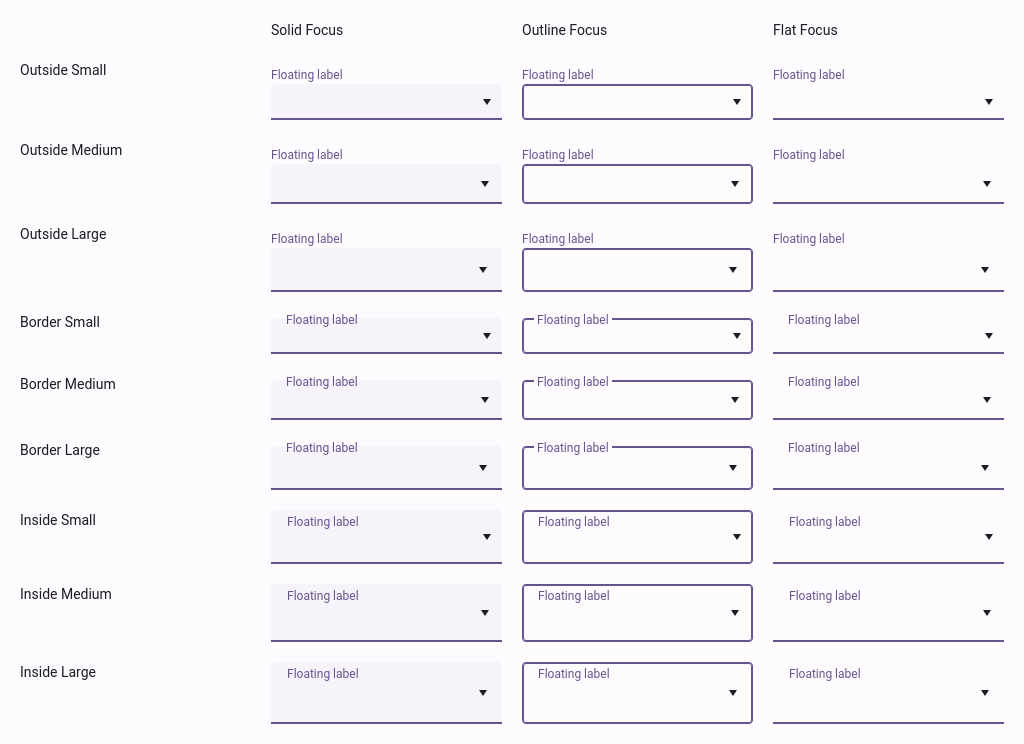 Solid Focus Outline Focus Flat Focus
Outside Small Floating label Floating label Floating label
Outside Medium Floating label Floating label Floating label
Outside Large Floating label Floating label Floating label
Border Small Floating label Floating label Floating label
Border Medium Floating label Floating label Floating label
Border Large Floating label Floating label Floating label
Inside Small Floating label Floating label Floating label
Inside Medium Floating label Floating label Floating label
Inside Large Floating label Floating label Floating label